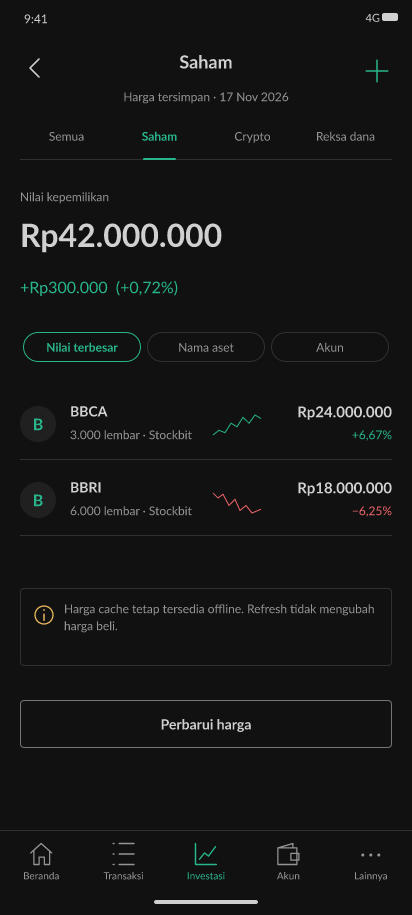 9:41
4G
Saham
Harga tersimpan · 17 Nov 2026
Semua Saham Crypto Reksa dana
Nilai kepemilikan
Rp42.000.000
+Rp300.000 (+0,72%)
Nilai terbesar Nama aset Akun
B
BBCA
3.000 lembar · Stockbit
Rp24.000.000
+6,67%
B
BBRI
6.000 lembar · Stockbit
Rp18.000.000
−6,25%
Harga cache tetap tersedia offline. Refresh tidak mengubah
harga beli.
Perbarui harga
Beranda Transaksi Investasi Akun Lainnya